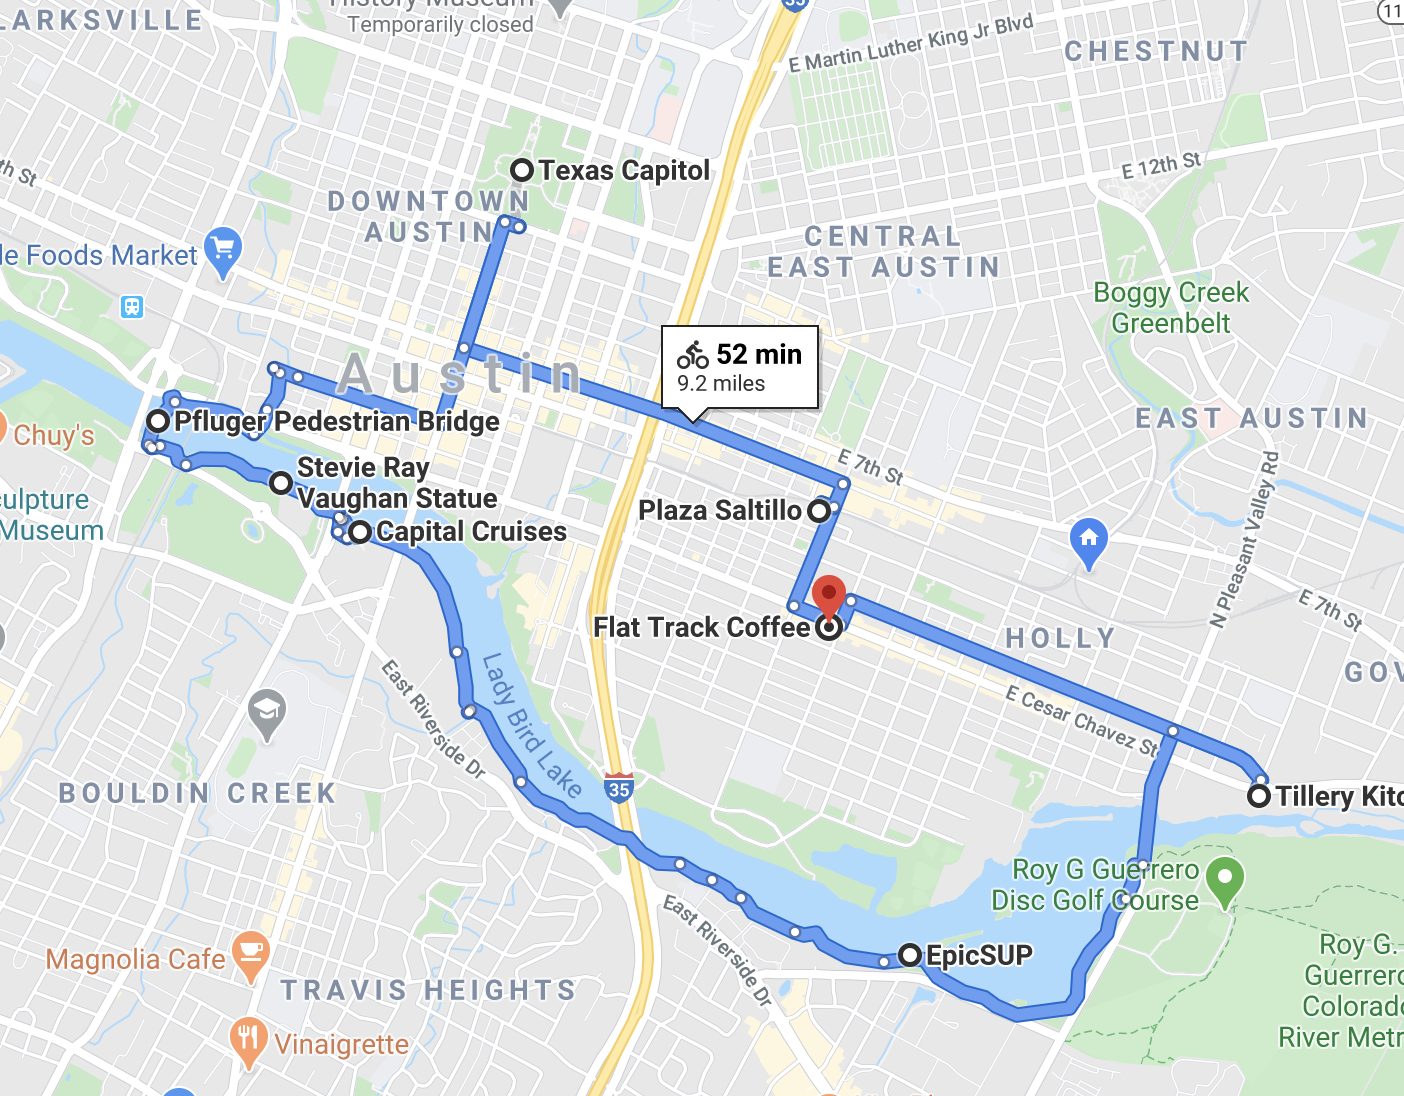 History Museum
Temporarily closed
35
11
LARKSVILLE
E Martin Luther King Jr Blvd
CHESTNUT
E 12th St
th St
Texas Capitol
DOWNTOWN
AUSTIN
CENTRAL
EAST AUSTIN
le Foods Market
Boggy Creek
Greenbelt
52 min
9.2 miles
Austin
Chuy's
Pfluger Pedestrian Bridge
EAST AUSTIN
E 7th St
Stevie Ray
Vaughan Statue
culpture
Museum
Plaza Saltillo
Capital Cruises
N Pleasant Valley Rd
E 7th St
Flat Track Coffee
HOLLY
GOV
East Riverside Dr
Lady Bird Lake
E Cesar Chavez St
BOULDIN CREEK
35
Tillery Kitc
Roy G Guerrero
Disc Golf Course
East Riverside Dr
EpicSUP
Magnolia Cafe
TRAVIS HEIGHTS
Roy G.
Guerrero
Colorado
River Metr
Vinaigrette